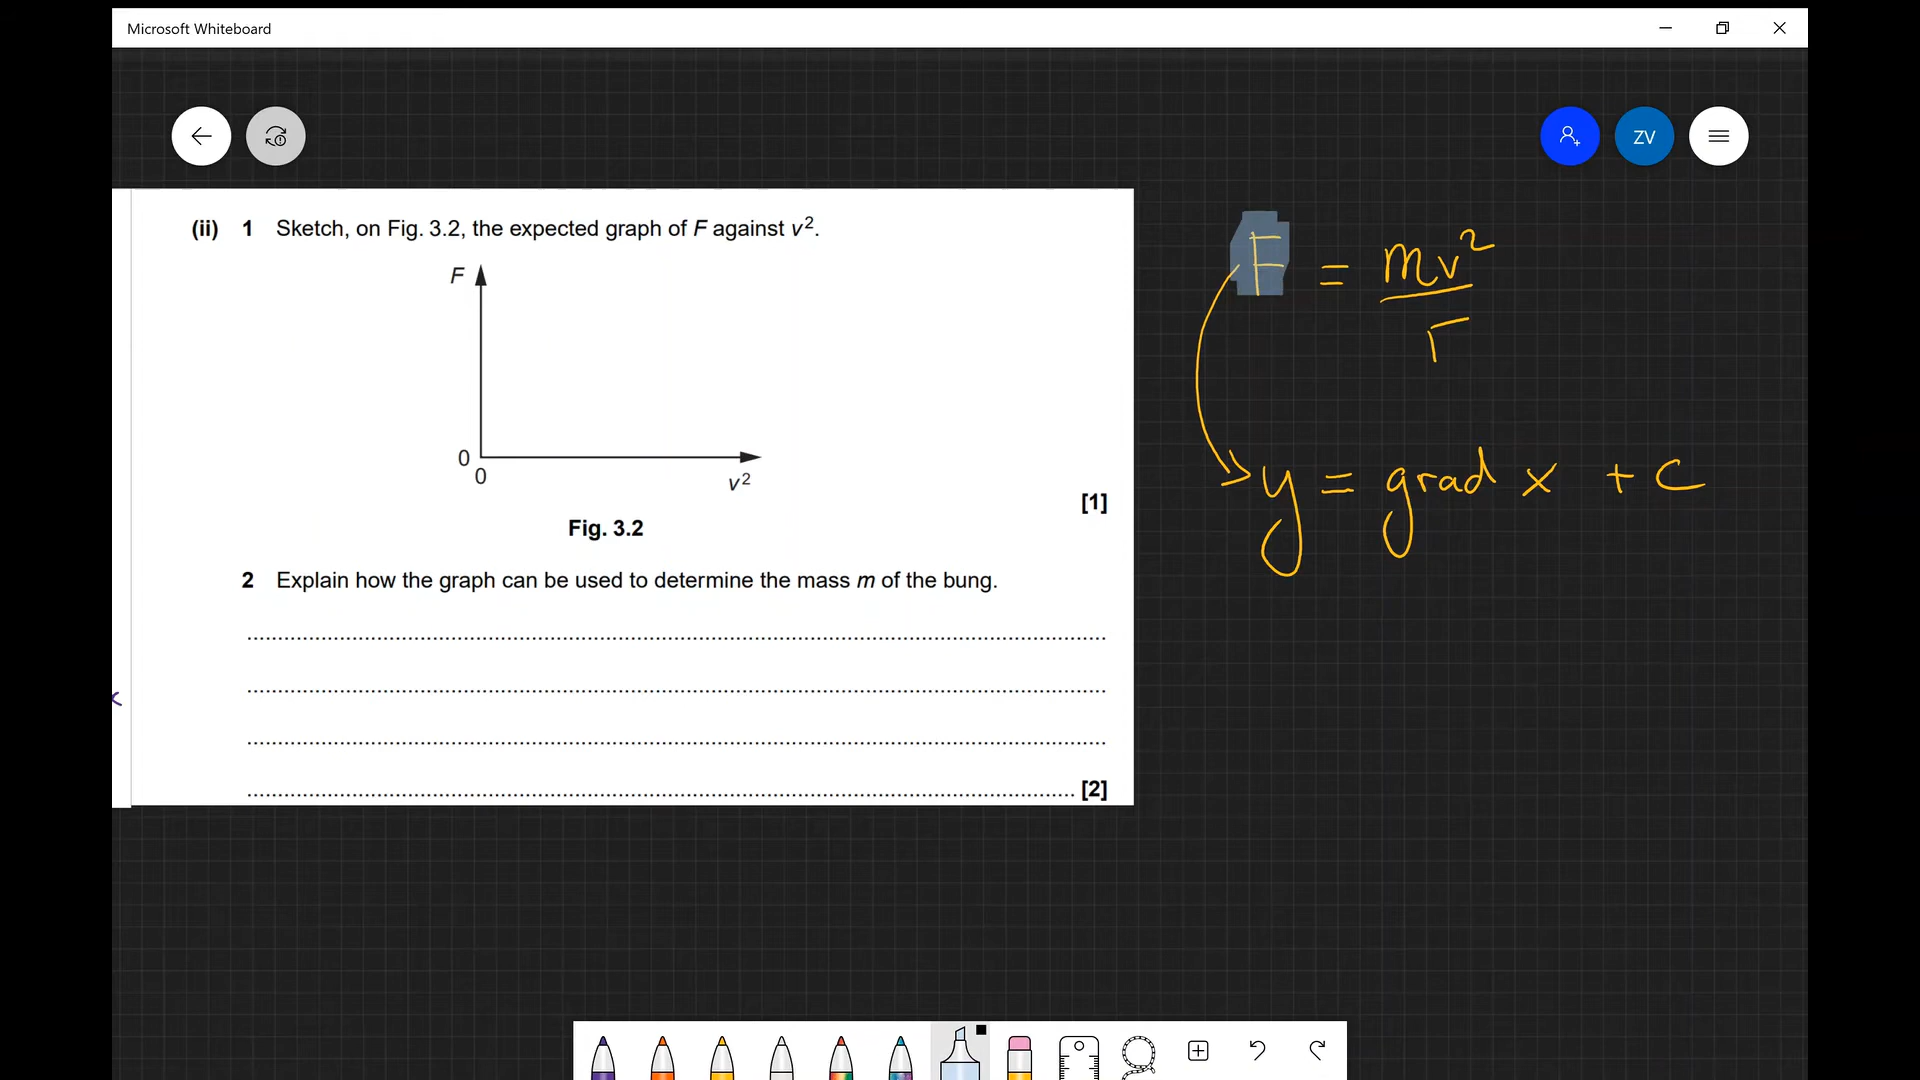 Microsoft Whiteboard
ZV
(ii) 1 Sketch, on Fig. 3.2, the expected graph of F against v².
F
0
0
v²
[1]
Fig. 3.2
2 Explain how the graph can be used to determine the mass m of the bung.
[2]
F = mv²
r
y = grad x + c